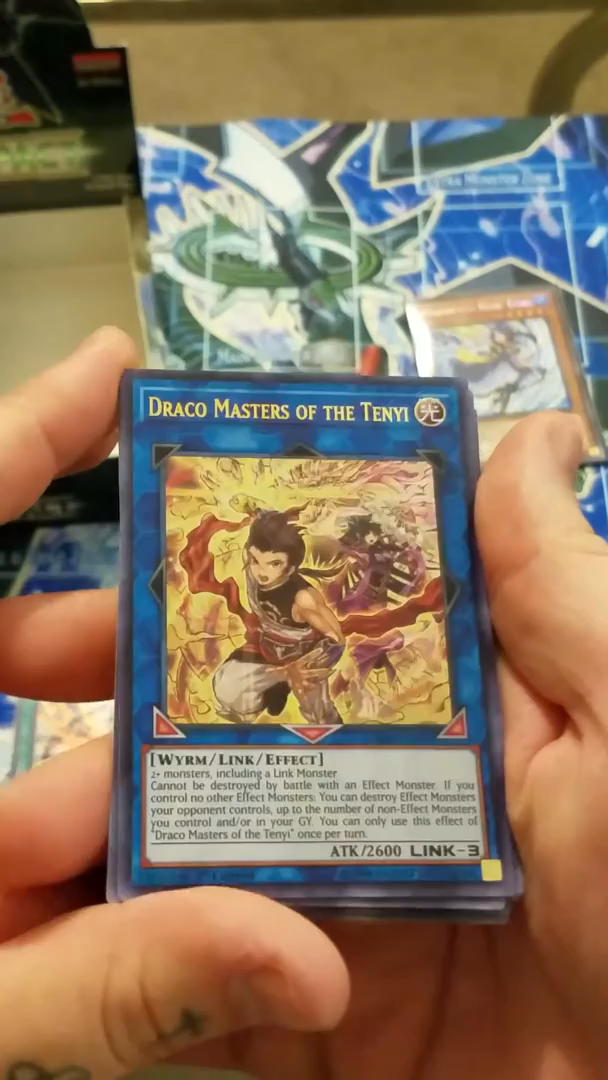 EXTRA MONSTER ZONE
DRACO MASTERS OF THE TENYI
光
[WYRM/LINK/EFFECT]
2+ monsters, including a Link Monster
Cannot be destroyed by battle with an Effect Monster. If you
control no other Effect Monsters: You can destroy Effect Monsters
your opponent controls, up to the number of non-Effect Monsters
you control and/or in your GY. You can only use this effect of
"Draco Masters of the Tenyi" once per turn.
ATK/2600 LINK-3